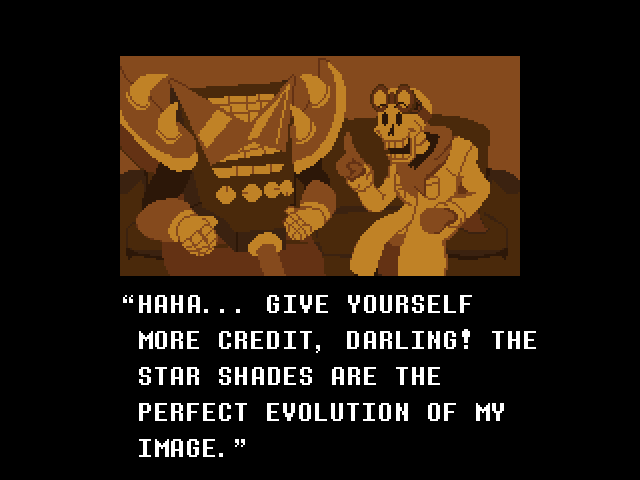 “HAHA... GIVE YOURSELF
MORE CREDIT, DARLING! THE
STAR SHADES ARE THE
PERFECT EVOLUTION OF MY
IMAGE.”